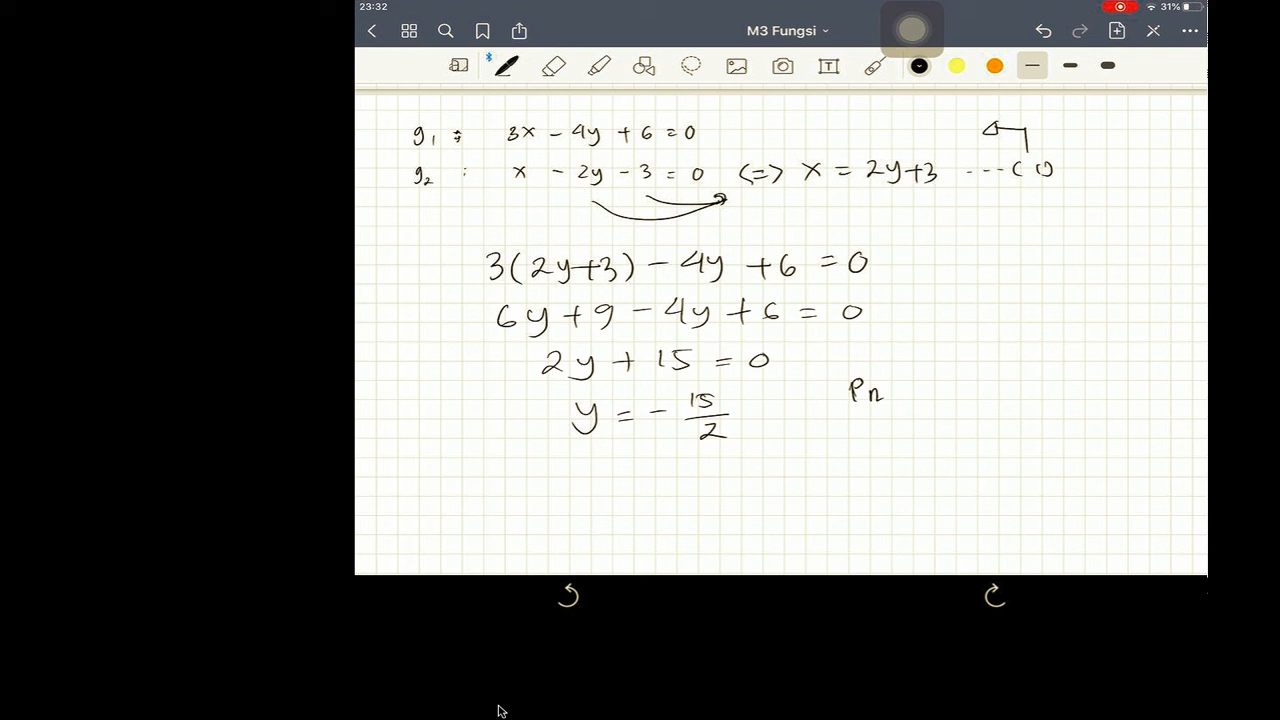 23:32
31%
M3 Fungsi
T
g₁ : 3x - 4y + 6 = 0
g₂ : x - 2y - 3 = 0 <=> x = 2y+3 ---(1)
3(2y+3) - 4y + 6 = 0
6y + 9 - 4y + 6 = 0
2y + 15 = 0
y = - 15/2
Pn